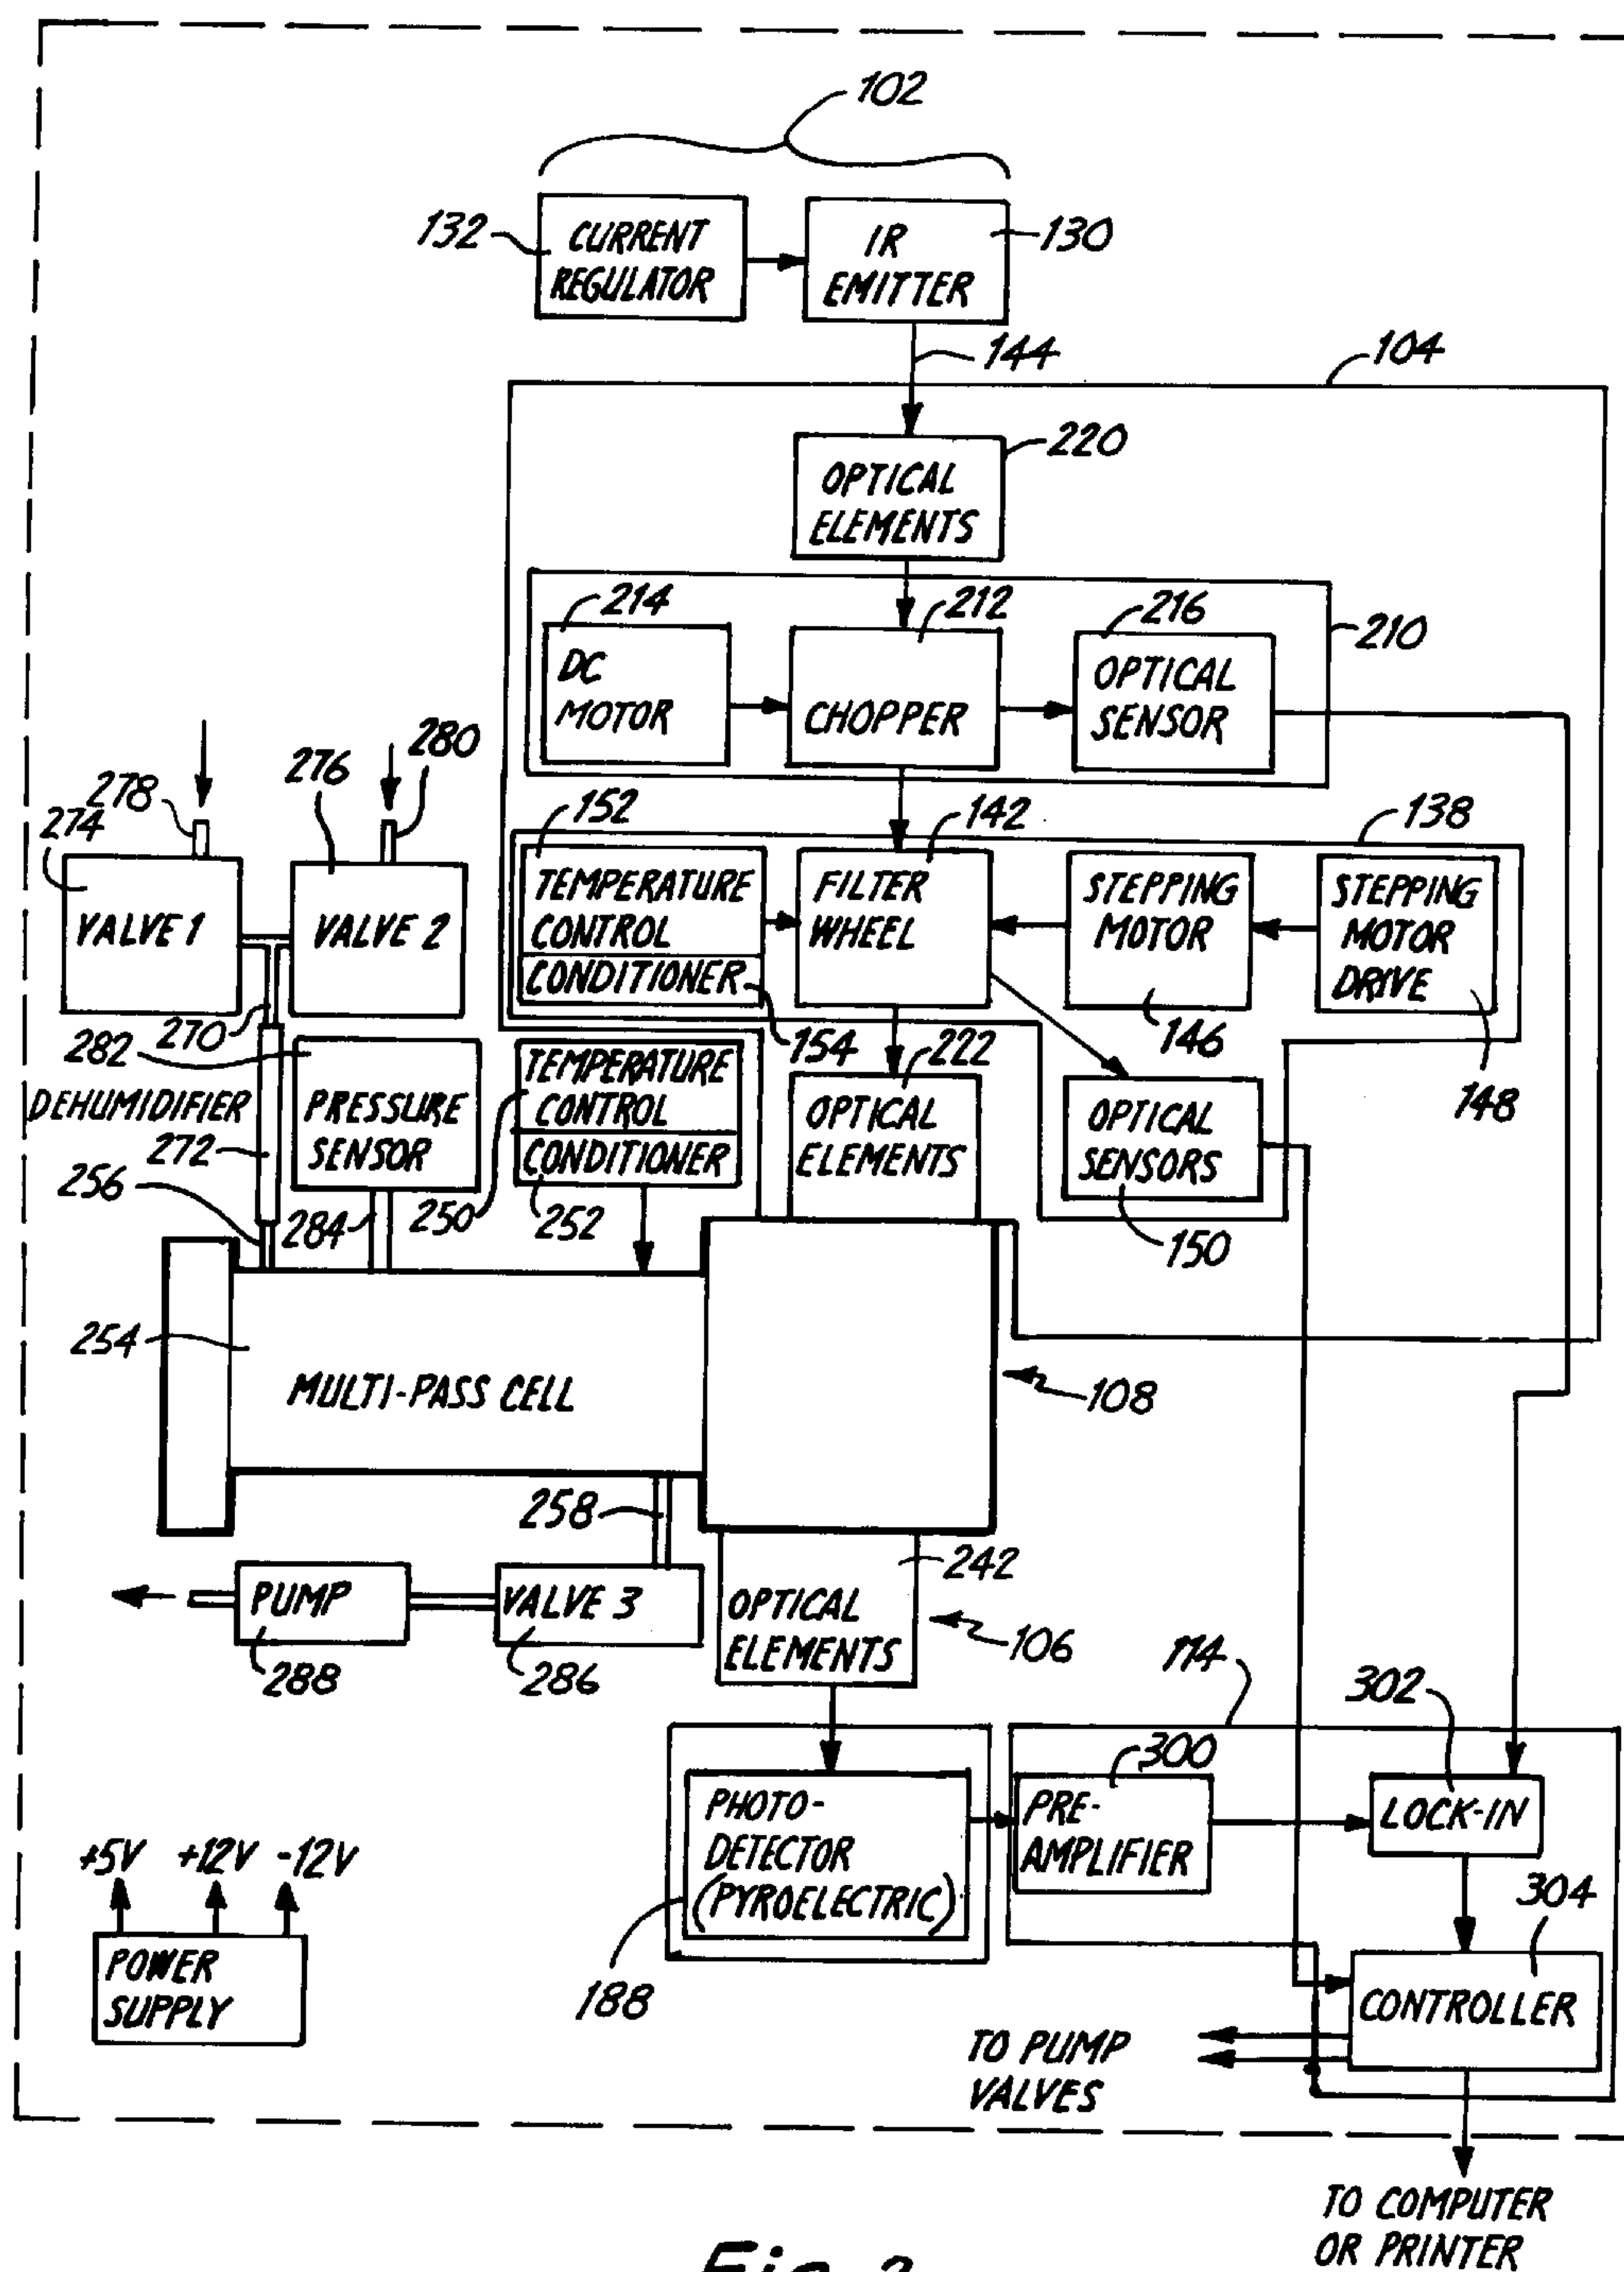 102
132
CURRENT
REGULATOR
IR
EMITTER
130
144
104
220
OPTICAL
ELEMENTS
214
212
216
210
DC
MOTOR
CHOPPER
OPTICAL
SENSOR
278
274
276
280
152
142
138
VALVE 1
VALVE 2
TEMPERATURE
CONTROL
CONDITIONER
FILTER
WHEEL
STEPPING
MOTOR
STEPPING
MOTOR
DRIVE
270
282
154
222
146
148
DEHUMIDIFIER
272
256
PRESSURE
SENSOR
284
TEMPERATURE
CONTROL
CONDITIONER
250
252
OPTICAL
ELEMENTS
OPTICAL
SENSORS
150
254
MULTI-PASS CELL
108
258
242
PUMP
VALVE 3
OPTICAL
ELEMENTS
106
288
286
114
302
300
PHOTO-
DETECTOR
(PYROELECTRIC)
PRE-
AMPLIFIER
LOCK-IN
188
304
+5V +12V -12V
POWER
SUPPLY
CONTROLLER
TO PUMP
VALVES
TO COMPUTER
OR PRINTER